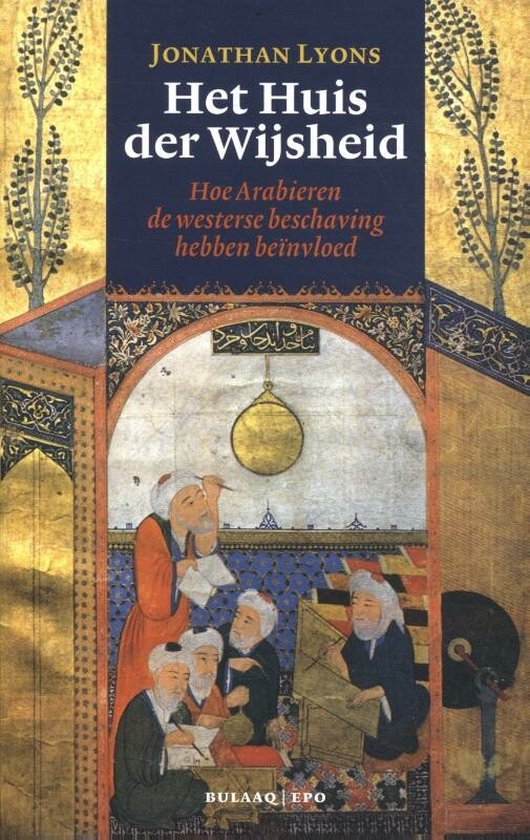 JONATHAN LYONS
Het Huis
der Wijsheid
Hoe Arabieren
de westerse beschaving
hebben beïnvloed
BULAAQ | EPO